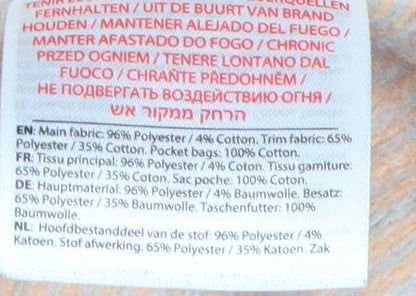 FERNHALTEN / UIT DE BUURT VAN BRAND
HOUDEN / MANTENER ALEJADO DEL FUEGO /
MANTER AFASTADO DO FOGO / CHRONIC
PRZED OGNIEM / TENERE LONTANO DAL
FUOCO / CHRAŇTE PŘEDOHNĚM /
НЕ ПОДВЕРГАТЬ ВОЗДЕЙСТВИЮ ОГНЯ /
הרחק ממקור אש
EN: Main fabric: 96% Polyester / 4% Cotton. Trim fabric: 65%
Polyester / 35% Cotton. Pocket bags: 100% Cotton.
FR: Tissu principal: 96% Polyester / 4% Coton. Tissu garniture:
65% Polyester / 35% Coton. Sac poche: 100% Coton.
DE: Hauptmaterial: 96% Polyester / 4% Baumwolle. Besatz:
65% Polyester / 35% Baumwolle. Taschenfutter: 100%
Baumwolle.
NL: Hoofdbestanddeel van de stof: 96% Polyester / 4%
Katoen. Stof afwerking: 65% Polyester / 35% Katoen. Zak